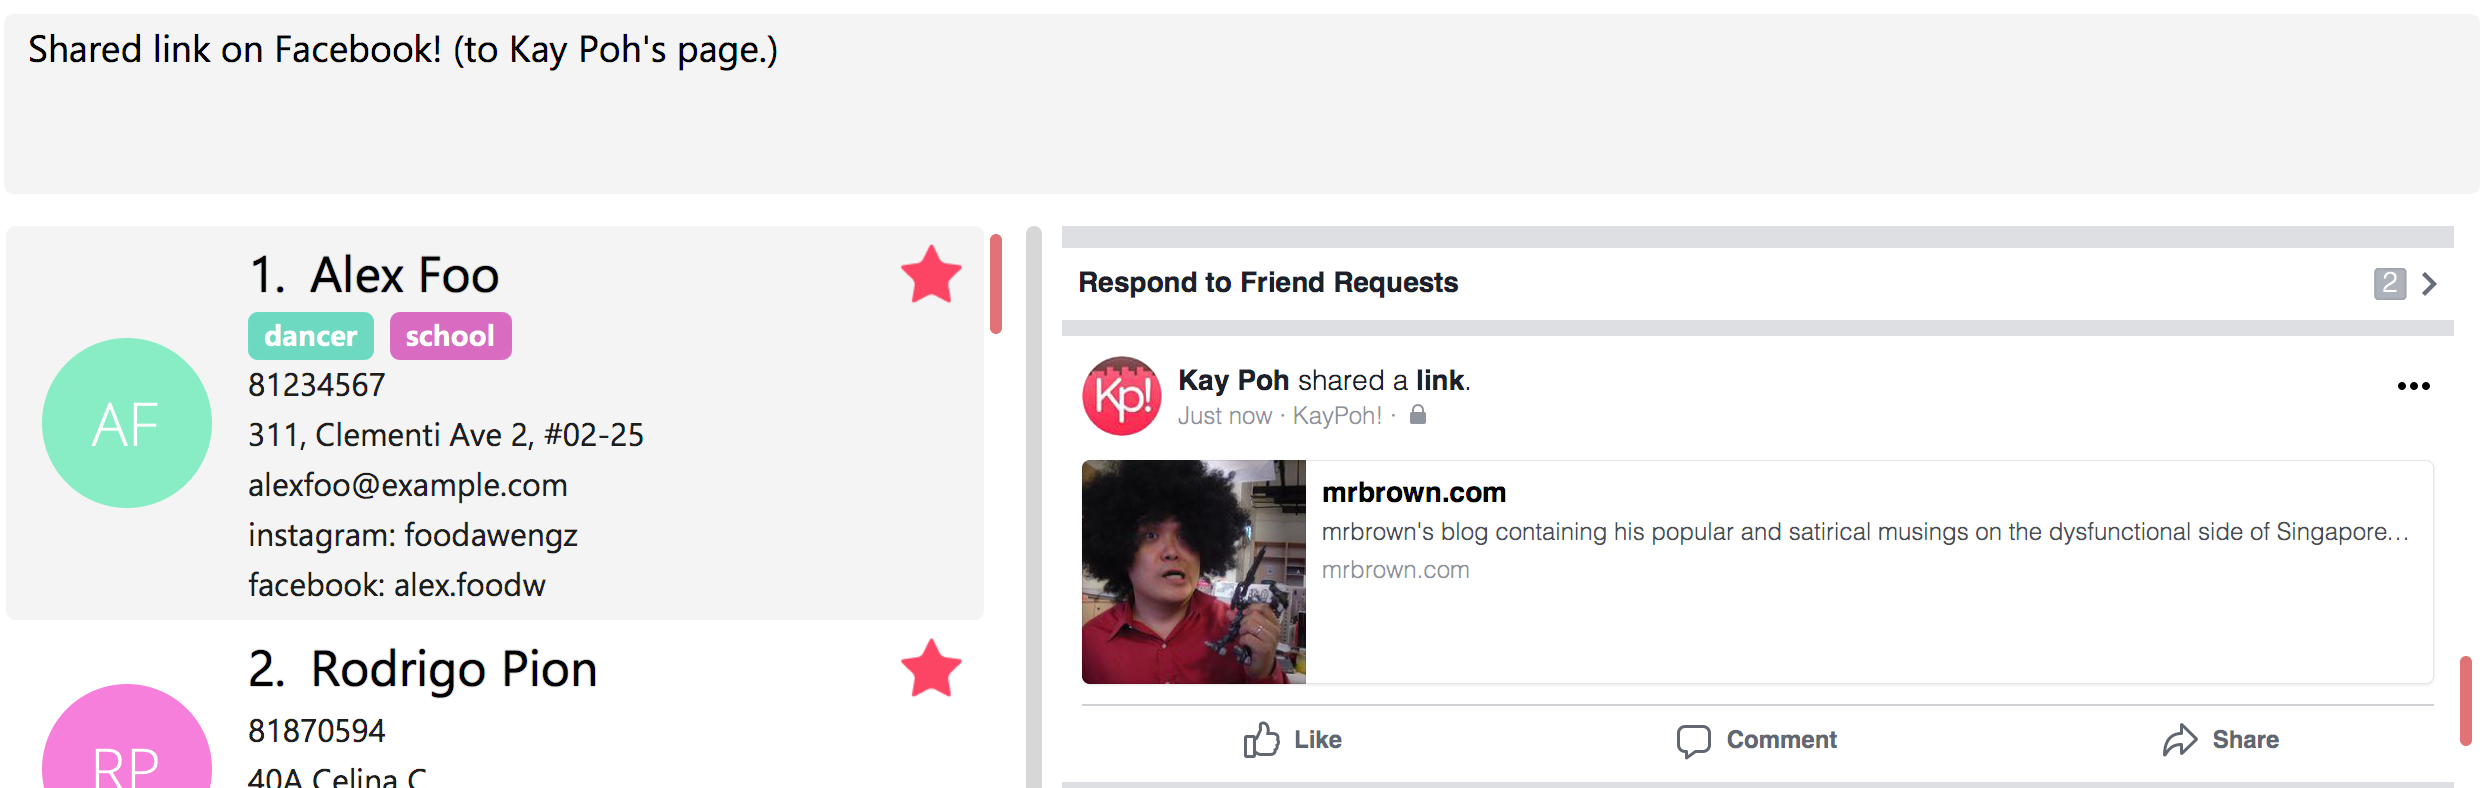 Shared link on Facebook! (to Kay Poh's page.)
1. Alex Foo
dancer school
AF
81234567
311, Clementi Ave 2, #02-25
alexfoo@example.com
instagram: foodawengz
facebook: alex.foodw
2. Rodrigo Pion
RP
81870594
40A Celina C
Respond to Friend Requests 2
Kp!
Kay Poh shared a link.
Just now · KayPoh! ·
mrbrown.com
mrbrown's blog containing his popular and satirical musings on the dysfunctional side of Singapore...
mrbrown.com
Like Comment Share